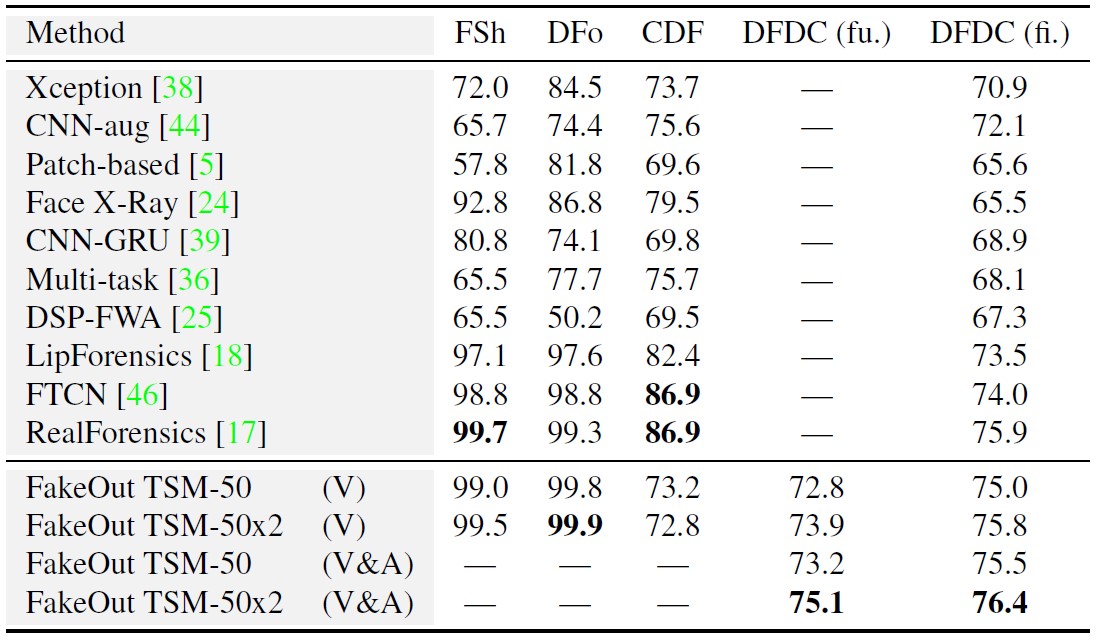 Method FSh DFo CDF DFDC (fu.) DFDC (fi.)
Xception [38] 72.0 84.5 73.7 — 70.9
CNN-aug [44] 65.7 74.4 75.6 — 72.1
Patch-based [5] 57.8 81.8 69.6 — 65.6
Face X-Ray [24] 92.8 86.8 79.5 — 65.5
CNN-GRU [39] 80.8 74.1 69.8 — 68.9
Multi-task [36] 65.5 77.7 75.7 — 68.1
DSP-FWA [25] 65.5 50.2 69.5 — 67.3
LipForensics [18] 97.1 97.6 82.4 — 73.5
FTCN [46] 98.8 98.8 86.9 — 74.0
RealForensics [17] 99.7 99.3 86.9 — 75.9
FakeOut TSM-50 (V) 99.0 99.8 73.2 72.8 75.0
FakeOut TSM-50x2 (V) 99.5 99.9 72.8 73.9 75.8
FakeOut TSM-50 (V&A) — — — 73.2 75.5
FakeOut TSM-50x2 (V&A) — — — 75.1 76.4